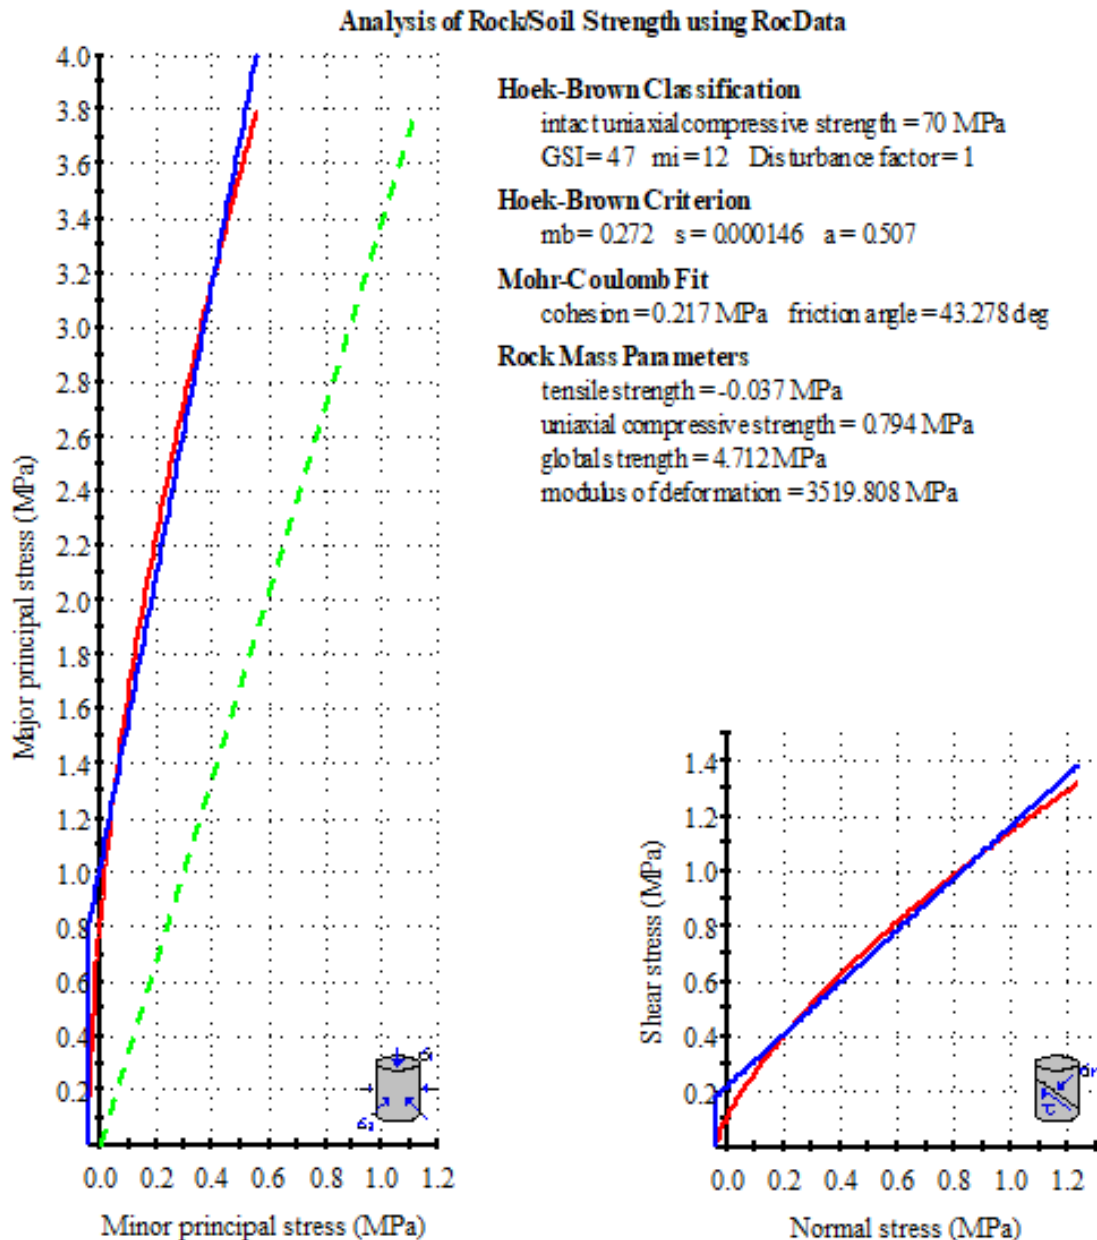 Analysis of Rock/Soil Strength using RocData
Hoek-Brown Classification
intact uniaxial compressive strength = 70 MPa
GSI = 47 mi = 12 Disturbance factor = 1
Hoek-Brown Criterion
mb = 0.272 s = 0.000146 a = 0.507
Mohr-Coulomb Fit
cohesion = 0.217 MPa friction angle = 43.278 deg
Rock Mass Parameters
tensile strength = -0.037 MPa
uniaxial compressive strength = 0.794 MPa
global strength = 4.712 MPa
modulus of deformation = 3519.808 MPa
Major principal stress (MPa)
4.0
3.8
3.6
3.4
3.2
3.0
2.8
2.6
2.4
2.2
2.0
1.8
1.6
1.4
1.2
1.0
0.8
0.6
0.4
0.2
0.0 0.2 0.4 0.6 0.8 1.0 1.2
Minor principal stress (MPa)
Shear stress (MPa)
1.4
1.2
1.0
0.8
0.6
0.4
0.2
0.0 0.2 0.4 0.6 0.8 1.0 1.2
Normal stress (MPa)